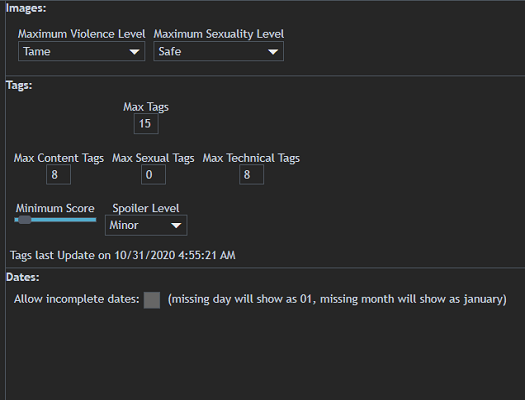 Images:
Maximum Violence Level Maximum Sexuality Level
Tame Safe
Tags:
Max Tags
15
Max Content Tags Max Sexual Tags Max Technical Tags
8 0 8
Minimum Score Spoiler Level
Minor
Tags last Update on 10/31/2020 4:55:21 AM
Dates:
Allow incomplete dates: (missing day will show as 01, missing month will show as january)